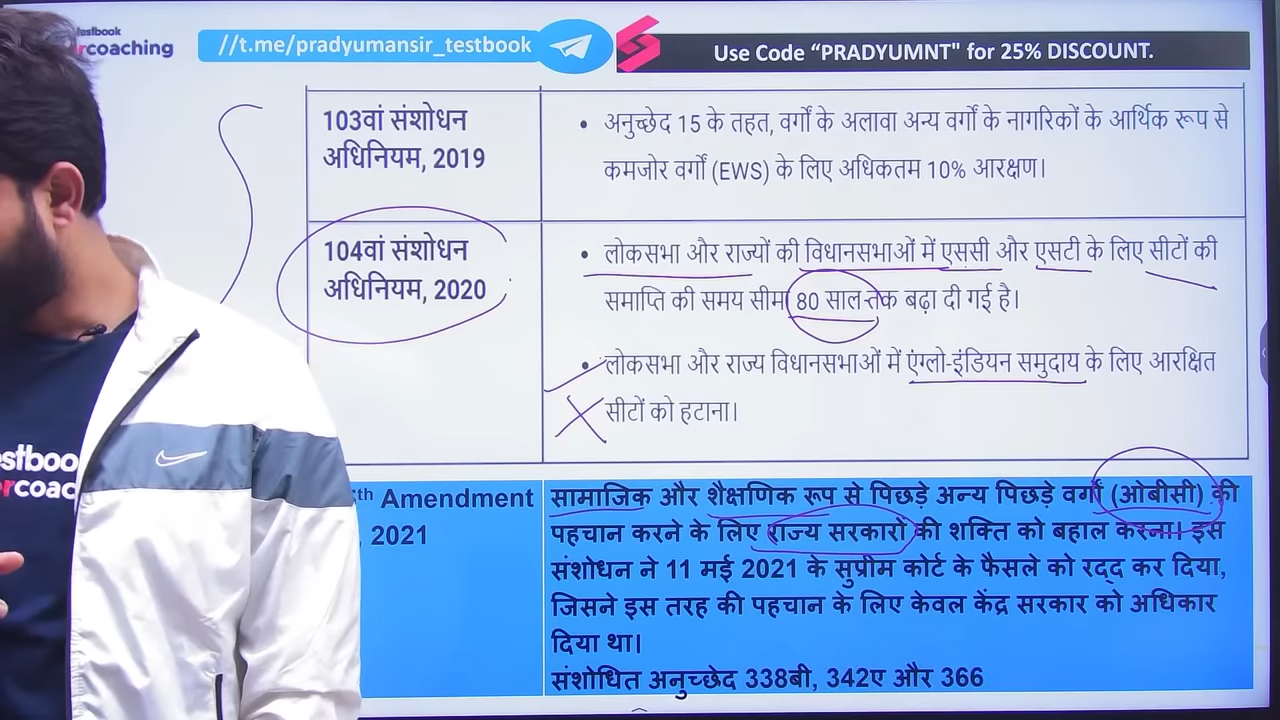 testbook
coaching
//t.me/pradyumansir_testbook
Use Code “PRADYUMNT" for 25% DISCOUNT.
103वां संशोधन
अधिनियम, 2019
• अनुच्छेद 15 के तहत, वर्गों के अलावा अन्य वर्गों के नागरिकों के आर्थिक रूप से
कमजोर वर्गों (EWS) के लिए अधिकतम 10% आरक्षण।
104वां संशोधन
अधिनियम, 2020
• लोकसभा और राज्यों की विधानसभाओं में एससी और एसटी के लिए सीटों की
समाप्ति की समय सीमा 80 साल तक बढ़ा दी गई है।
• लोकसभा और राज्य विधानसभाओं में एंग्लो-इंडियन समुदाय के लिए आरक्षित
सीटों को हटाना।
th Amendment
, 2021
सामाजिक और शैक्षणिक रूप से पिछड़े अन्य पिछड़े वर्गों (ओबीसी) की
पहचान करने के लिए राज्य सरकारों की शक्ति को बहाल करना। इस
संशोधन ने 11 मई 2021 के सुप्रीम कोर्ट के फैसले को रद्द कर दिया,
जिसने इस तरह की पहचान के लिए केवल केंद्र सरकार को अधिकार
दिया था।
संशोधित अनुच्छेद 338बी, 342ए और 366